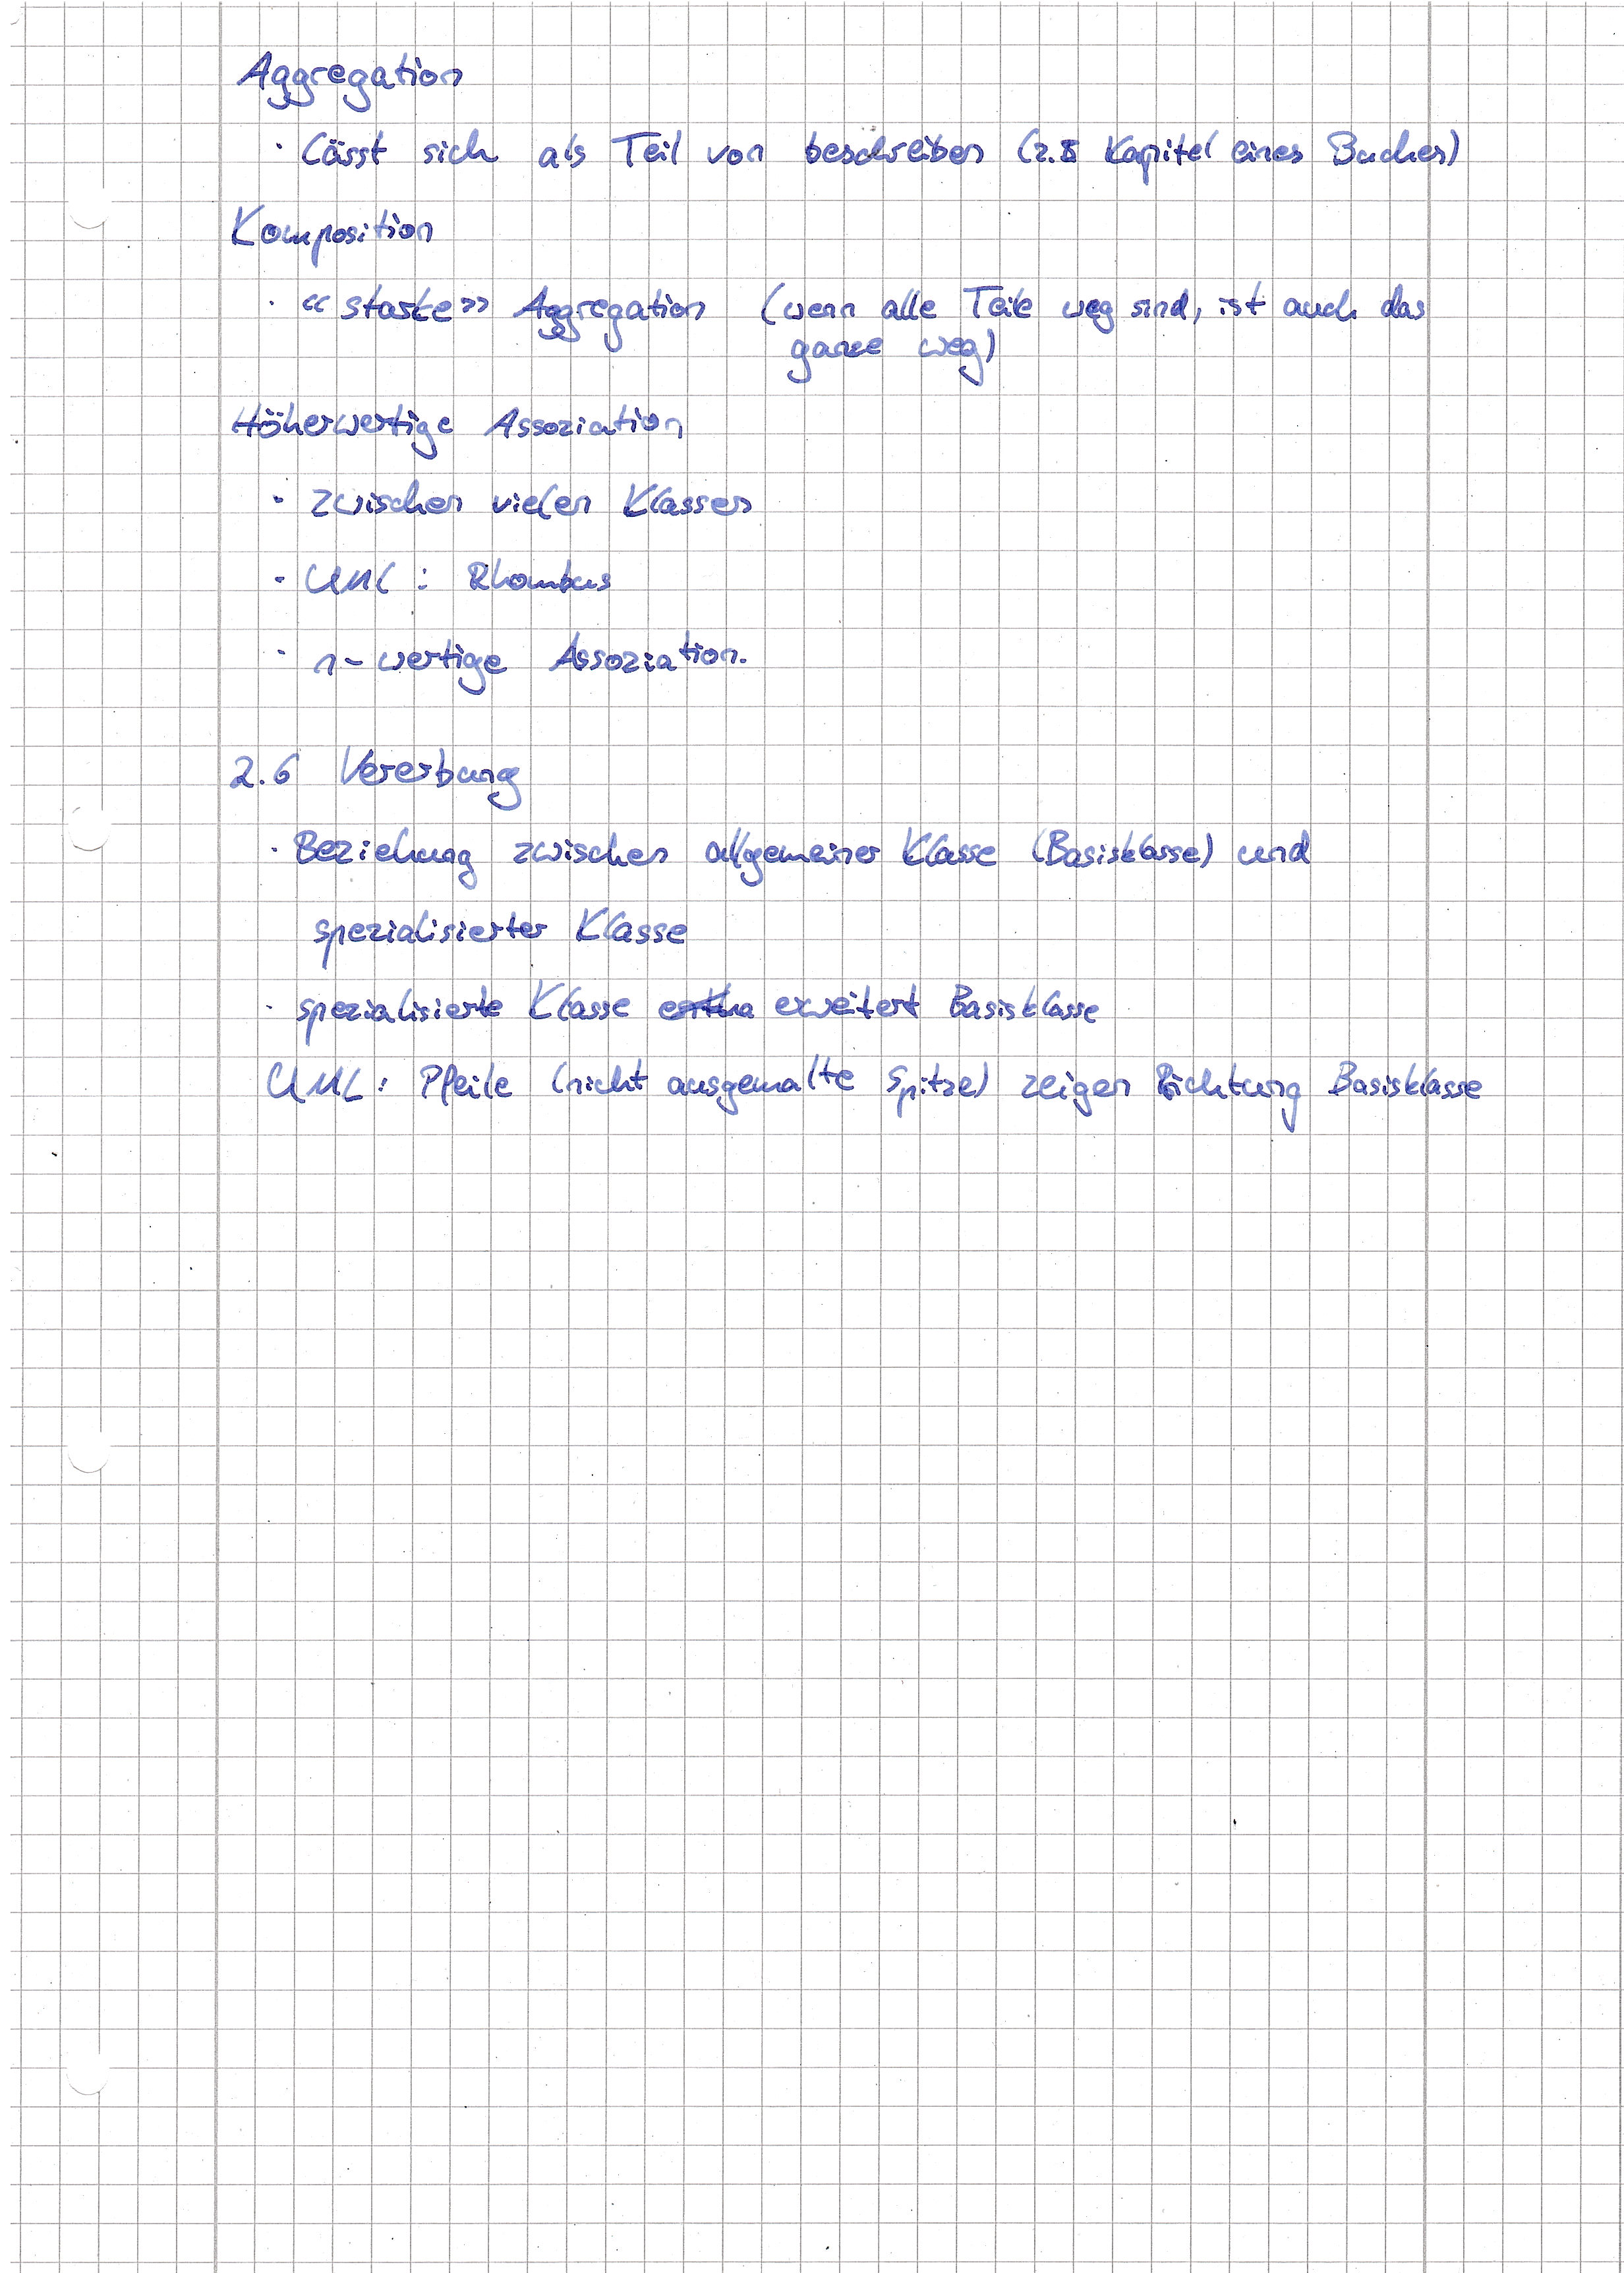 Aggregation
· Lässt sich als Teil von beschreiben (z.B Kapitel eines Buches)
Komposition
· «starke» Aggregation (wenn alle Teile weg sind, ist auch das
ganze weg)
Höherwertige Assoziation
· zwischen vielen Klassen
· UML: Rhombus
· n-wertige Assoziation.
2.6 Vererbung
· Beziehung zwischen allgemeiner Klasse (Basisklasse) und
spezialisierter Klasse
· spezialisierte Klasse erweitert Basisklasse
UML: Pfeile (nicht ausgemalte Spitze) zeigen Richtung Basisklasse